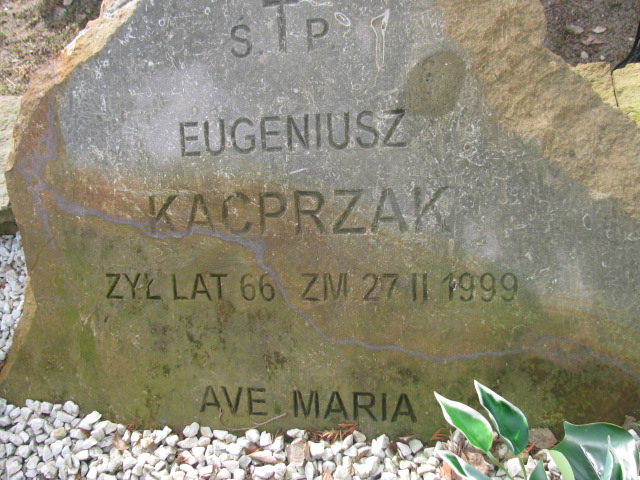 Ś. P.
EUGENIUSZ
KACPRZAK
ŻYŁ LAT 66 ZM 27 II 1999
AVE MARIA